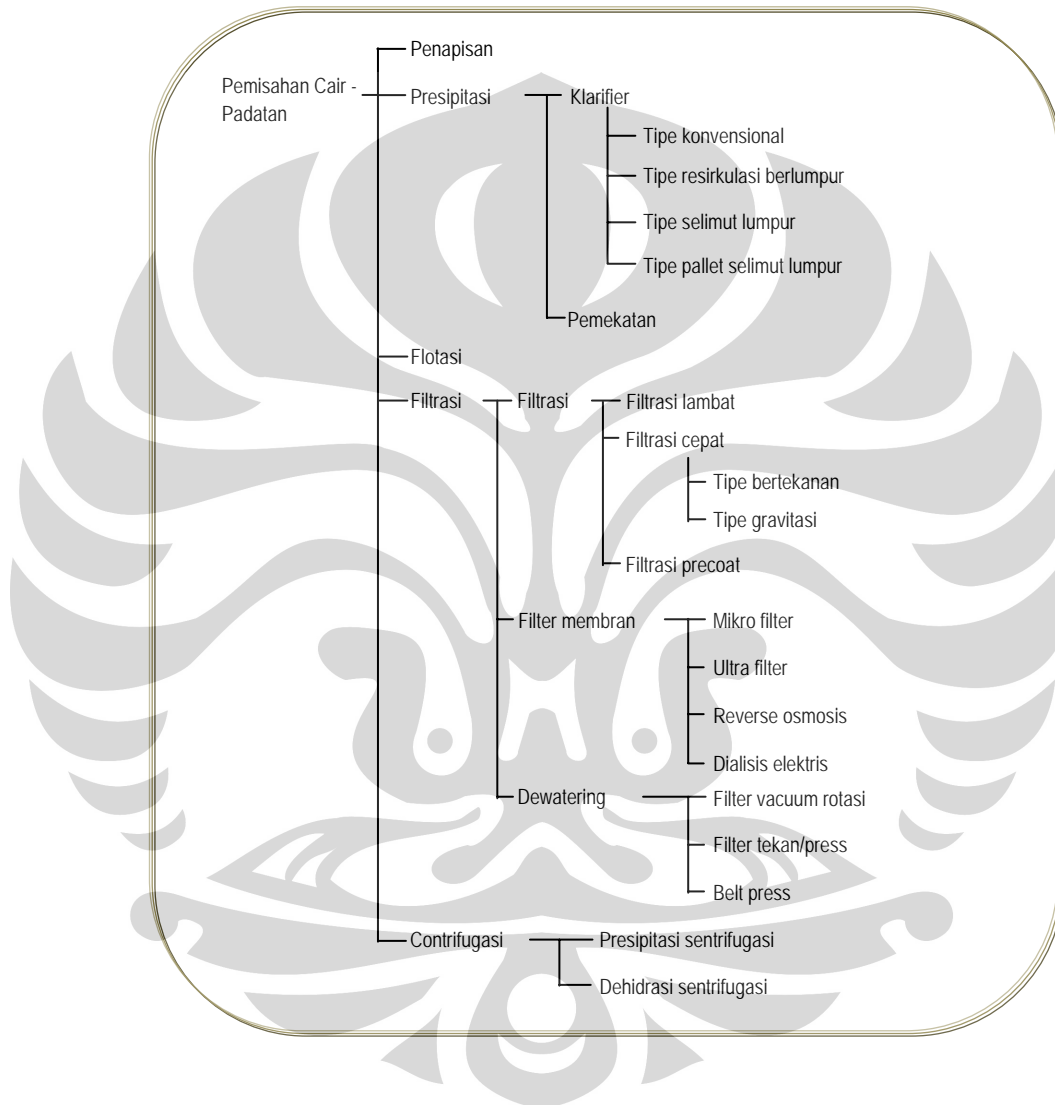 Penapisan
Pemisahan Cair -
Padatan
Presipitasi
Klarifier
Tipe konvensional
Tipe resirkulasi berlumpur
Tipe selimut lumpur
Tipe pallet selimut lumpur
Pemekatan
Flotasi
Filtrasi
Filtrasi
Filtrasi lambat
Filtrasi cepat
Tipe bertekanan
Tipe gravitasi
Filtrasi precoat
Filter membran
Mikro filter
Ultra filter
Reverse osmosis
Dialisis elektris
Dewatering
Filter vacuum rotasi
Filter tekan/press
Belt press
Contrifugasi
Presipitasi sentrifugasi
Dehidrasi sentrifugasi